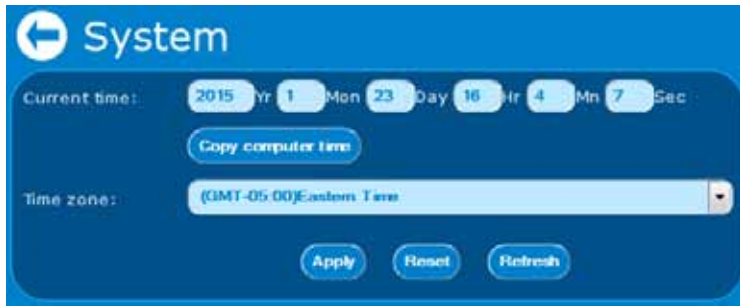 System
Current time: 2015 Yr 1 Mon 23 Day 16 Hr 4 Mn 7 Sec
Copy computer time
Time zone: (GMT-05:00)Eastern Time
Apply Reset Refresh